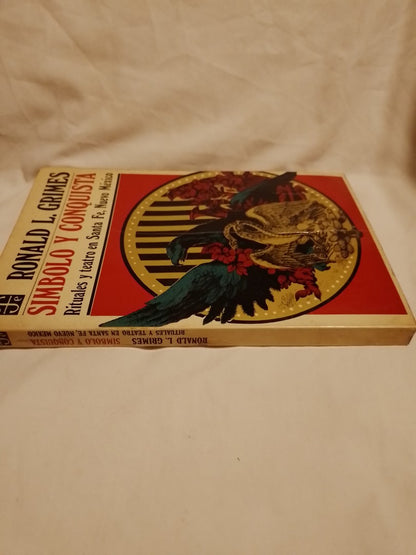 RONALD L. GRIMES
SIMBOLO Y CONQUISTA
Rituales y teatro en Santa Fe, Nuevo México
RONALD L. GRIMES SIMBOLO Y CONQUISTA
RITUALES Y TEATRO EN SANTA FE, NUEVO MEXICO